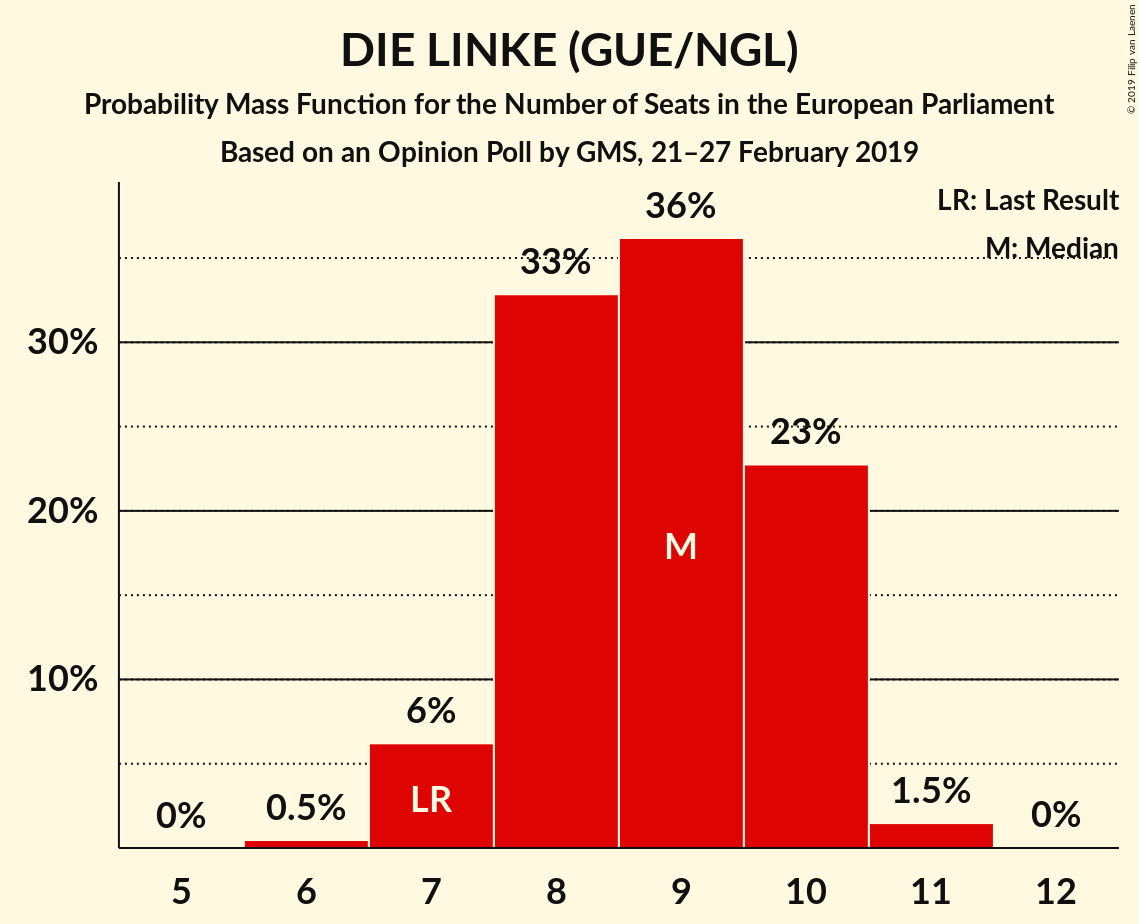 DIE LINKE (GUE/NGL)
Probability Mass Function for the Number of Seats in the European Parliament
Based on an Opinion Poll by GMS, 21–27 February 2019
© 2019 Filip van Laenen
LR: Last Result
M: Median
36%
33%
30%
23%
20%
M
10%
6%
LR
0%
0.5%
1.5%
0%
5 6 7 8 9 10 11 12